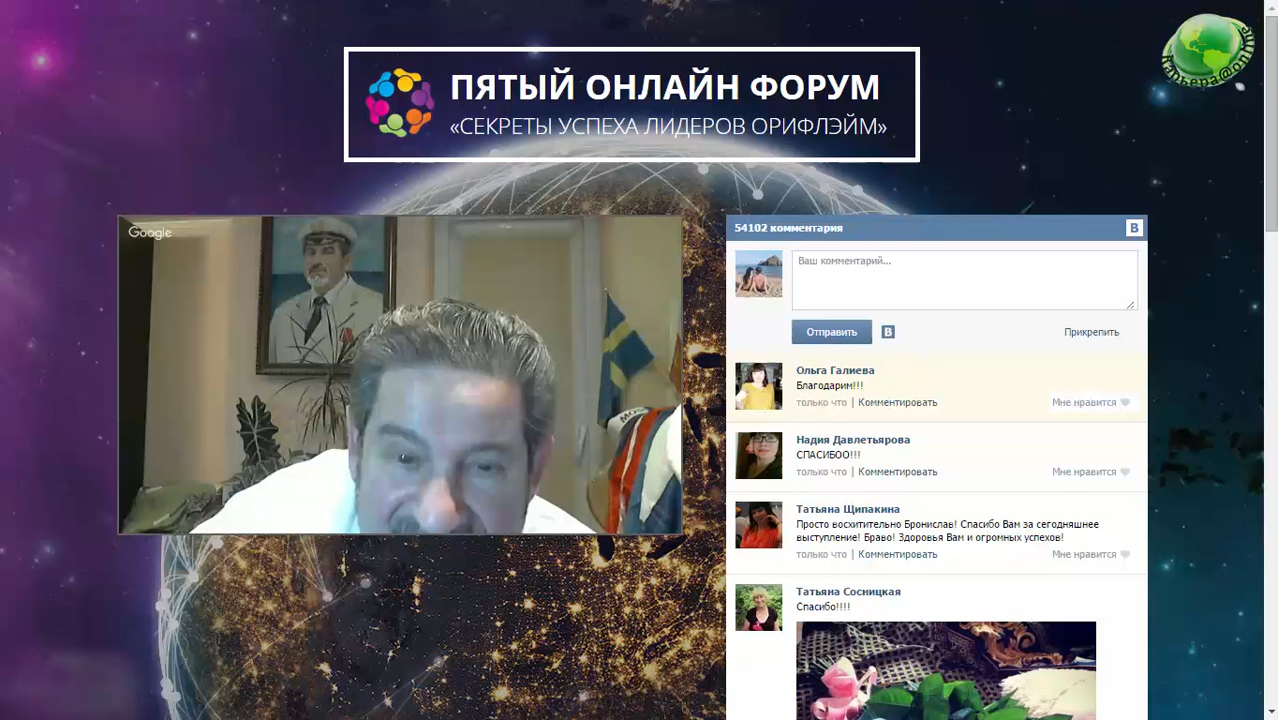 ПЯТЫЙ ОНЛАЙН ФОРУМ
«СЕКРЕТЫ УСПЕХА ЛИДЕРОВ ОРИФЛЭЙМ»
карьера@online
Google
54102 комментария
B
Ваш комментарий...
Отправить
B
Прикрепить
Ольга Галиева
Благодарим!!!
только что | Комментировать
Мне нравится
Надия Давлетьярова
СПАСИБОО!!!
только что | Комментировать
Мне нравится
Татьяна Щипакина
Просто восхитительно Бронислав! Спасибо Вам за сегодняшнее
выступление! Браво! Здоровья Вам и огромных успехов!
только что | Комментировать
Мне нравится
Татьяна Сосницкая
Спасибо!!!!